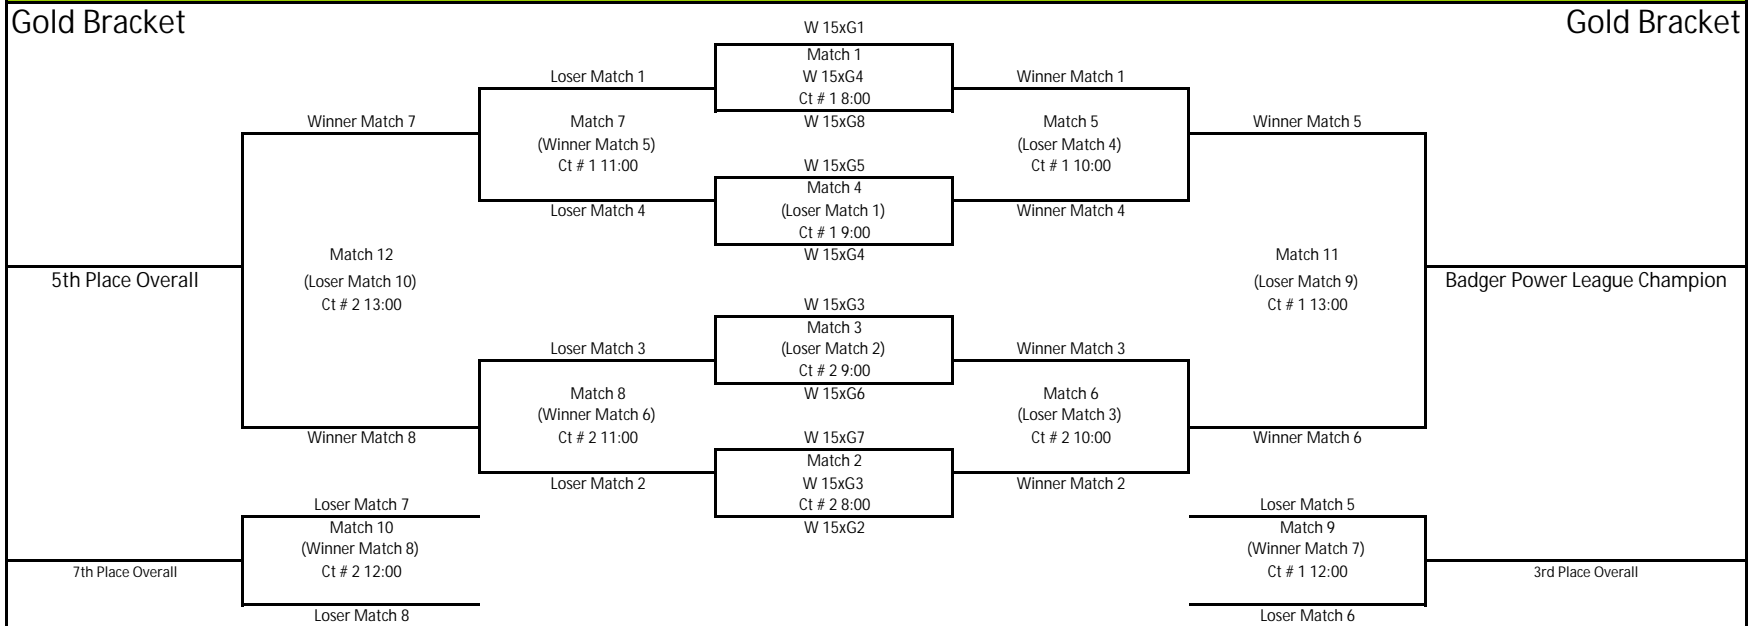 Gold Bracket
Gold Bracket
W 15xG1
Match 1
Loser Match 1
W 15xG4
Winner Match 1
Ct # 1 8:00
Winner Match 7
Match 7
W 15xG8
Match 5
Winner Match 5
(Winner Match 5)
(Loser Match 4)
Ct # 1 11:00
W 15xG5
Ct # 1 10:00
Match 4
Loser Match 4
(Loser Match 1)
Winner Match 4
Ct # 1 9:00
Match 12
W 15xG4
Match 11
5th Place Overall
(Loser Match 10)
(Loser Match 9)
Badger Power League Champion
Ct # 2 13:00
W 15xG3
Ct # 1 13:00
Match 3
Loser Match 3
(Loser Match 2)
Winner Match 3
Ct # 2 9:00
Match 8
W 15xG6
Match 6
(Winner Match 6)
(Loser Match 3)
Winner Match 8
Ct # 2 11:00
W 15xG7
Ct # 2 10:00
Winner Match 6
Match 2
Loser Match 2
W 15xG3
Winner Match 2
Loser Match 7
Ct # 2 8:00
Loser Match 5
Match 10
W 15xG2
Match 9
(Winner Match 8)
(Winner Match 7)
7th Place Overall
Ct # 2 12:00
Ct # 1 12:00
3rd Place Overall
Loser Match 8
Loser Match 6